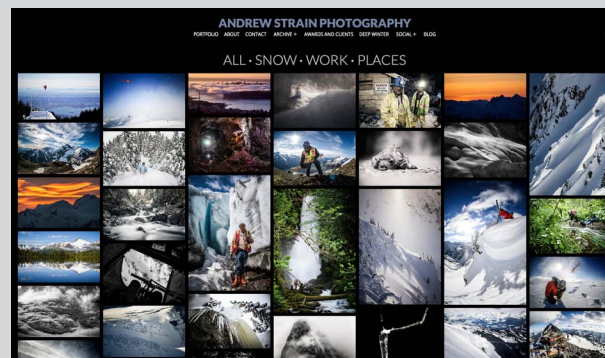 ANDREW STRAIN PHOTOGRAPHY
PORTFOLIO ABOUT CONTACT ARCHIVE + AWARDS AND CLIENTS DEEP WINTER SOCIAL + BLOG
ALL • SNOW • WORK • PLACES